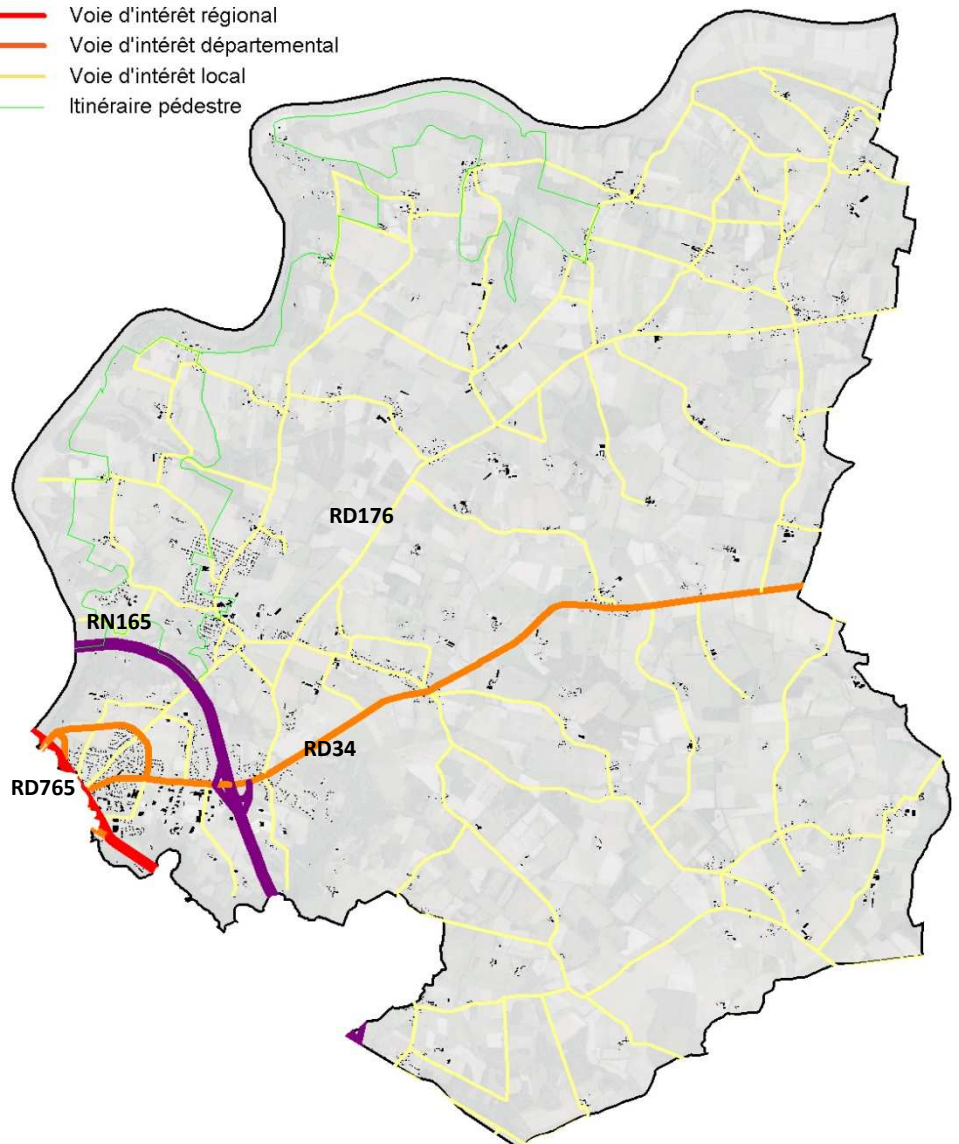 Voie d'intérêt régional
Voie d'intérêt départemental
Voie d'intérêt local
Itinéraire pédestre
RD176
RN165
RD34
RD765